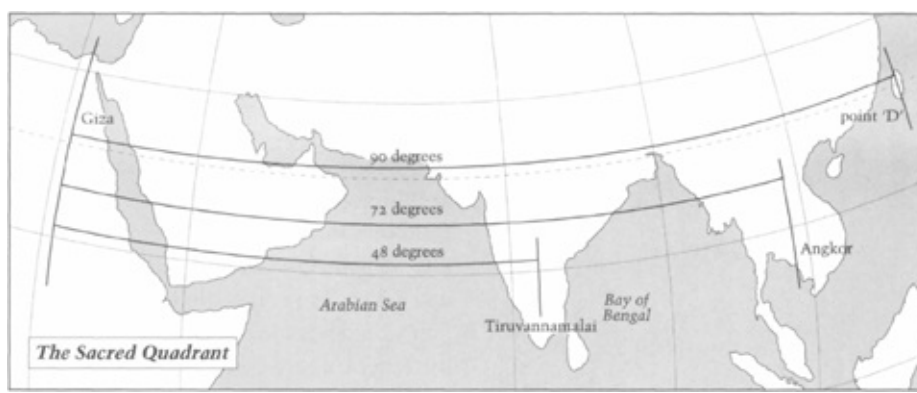 Giza
point 'D'
90 degrees
72 degrees
48 degrees
Angkor
Arabian Sea
Bay of
Bengal
Tiruvannamalai
The Sacred Quadrant